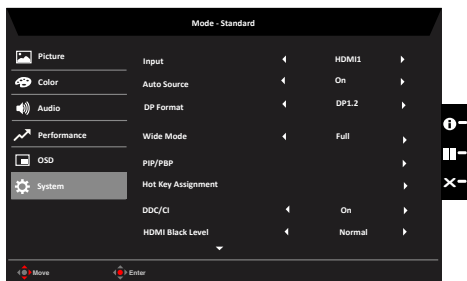 Mode - Standard
Picture
Color
Audio
Performance
OSD
System
Input HDMI1
Auto Source On
DP Format DP1.2
Wide Mode Full
PIP/PBP
Hot Key Assignment
DDC/CI On
HDMI Black Level Normal
Move Enter